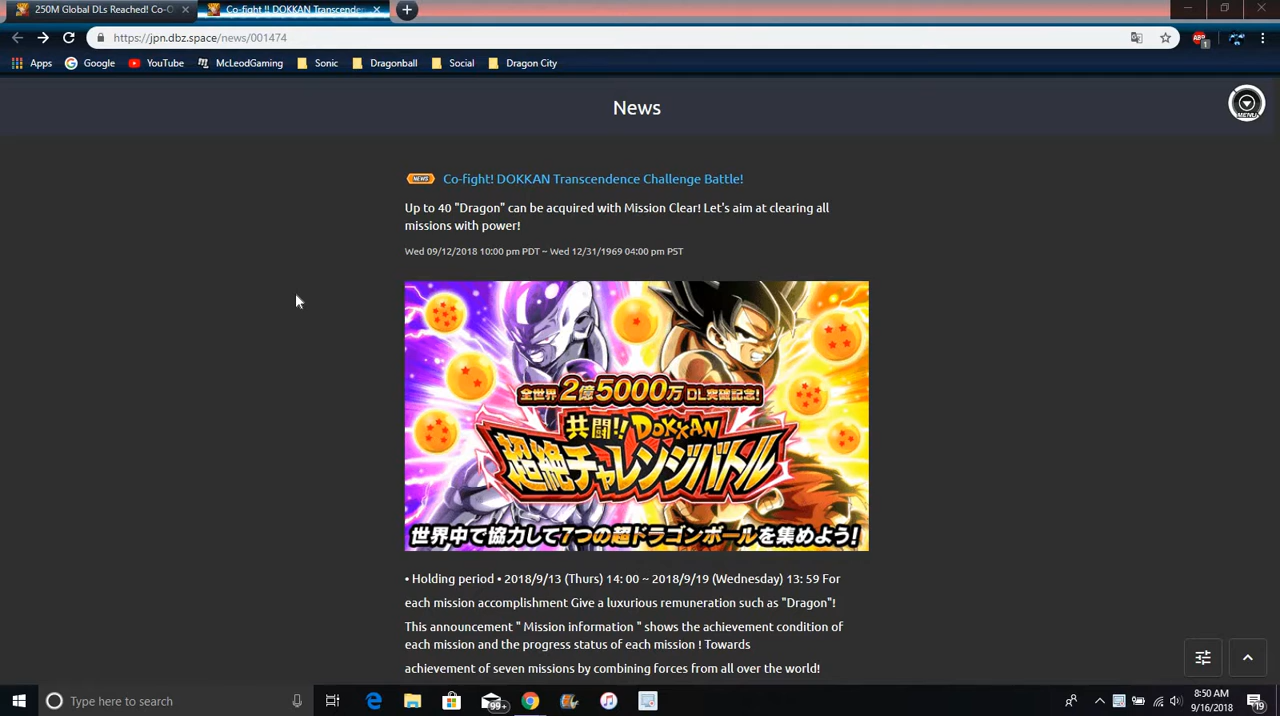 250M Global DLs Reached! Co-O
Co-fight !! DOKKAN Transcenden
https://jpn.dbz.space/news/001474
ABP
1
Apps
Google
YouTube
McLeodGaming
Sonic
Dragonball
Social
Dragon City
News
MENU
NEWS
Co-fight! DOKKAN Transcendence Challenge Battle!
Up to 40 "Dragon" can be acquired with Mission Clear! Let's aim at clearing all
missions with power!
Wed 09/12/2018 10:00 pm PDT ~ Wed 12/31/1969 04:00 pm PST
全世界2億5000万DL突破記念!
共闘!!DOKKAN
超絶チャレンジバトル
世界中で協力して7つの超ドラゴンボールを集めよう!
• Holding period • 2018/9/13 (Thurs) 14: 00 ~ 2018/9/19 (Wednesday) 13: 59 For
each mission accomplishment Give a luxurious remuneration such as "Dragon"!
This announcement " Mission information " shows the achievement condition of
each mission and the progress status of each mission ! Towards
achievement of seven missions by combining forces from all over the world!
Type here to search
99+
8:50 AM
9/16/2018
19